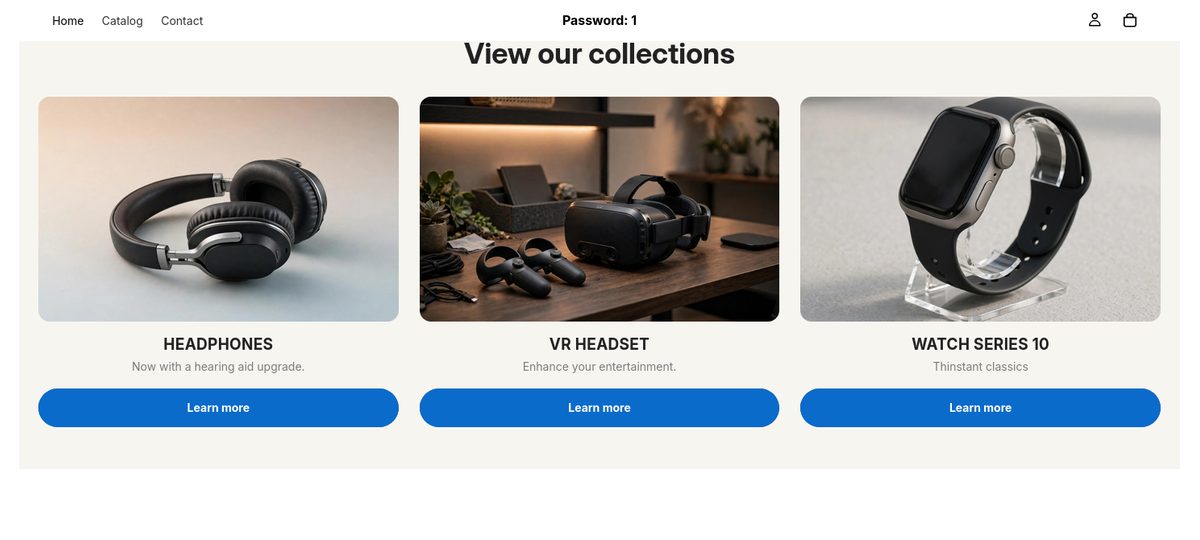 Home Catalog Contact Password: 1
View our collections
HEADPHONES
Now with a hearing aid upgrade.
Learn more
VR HEADSET
Enhance your entertainment.
Learn more
WATCH SERIES 10
Thinstant classics
Learn more